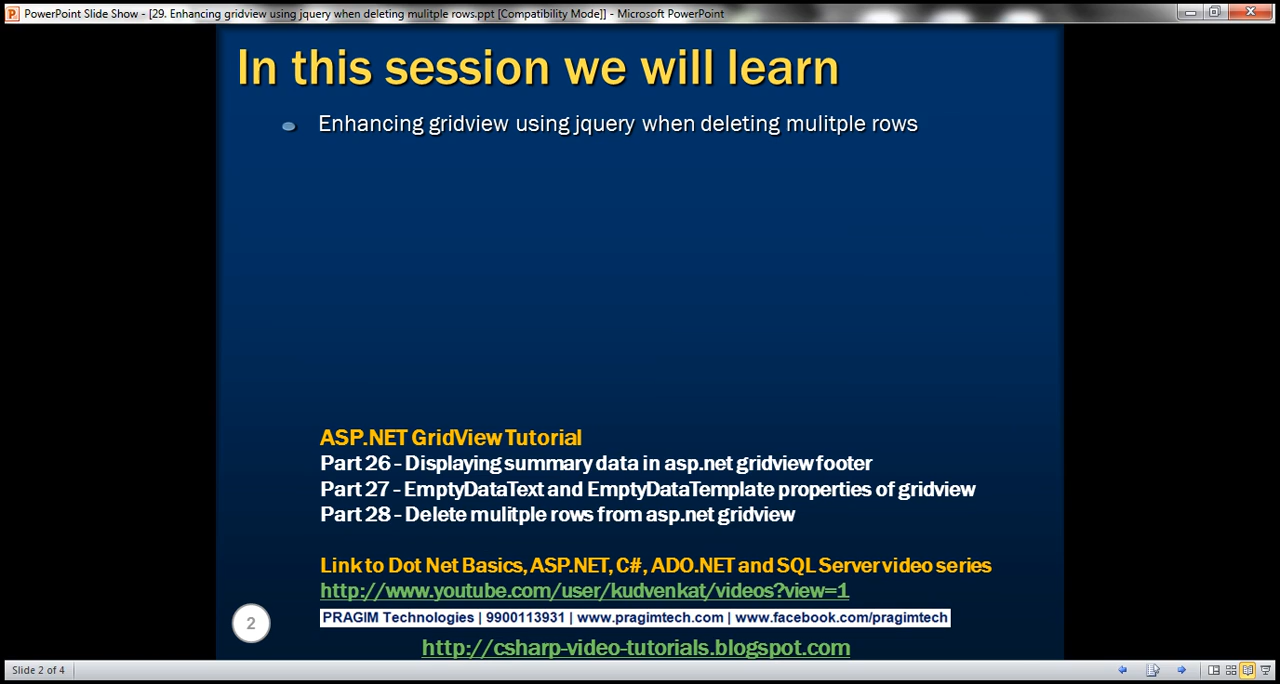 PowerPoint Slide Show - [29. Enhancing gridview using jquery when deleting mulitple rows.ppt [Compatibility Mode]] - Microsoft PowerPoint
In this session we will learn
Enhancing gridview using jquery when deleting mulitple rows
ASP.NET GridView Tutorial
Part 26 - Displaying summary data in asp.net gridview footer
Part 27 - EmptyDataText and EmptyDataTemplate properties of gridview
Part 28 - Delete mulitple rows from asp.net gridview
Link to Dot Net Basics, ASP.NET, C#, ADO.NET and SQL Server video series
http://www.youtube.com/user/kudvenkat/videos?view=1
PRAGIM Technologies | 9900113931 | www.pragimtech.com | www.facebook.com/pragimtech
2
http://csharp-video-tutorials.blogspot.com
Slide 2 of 4